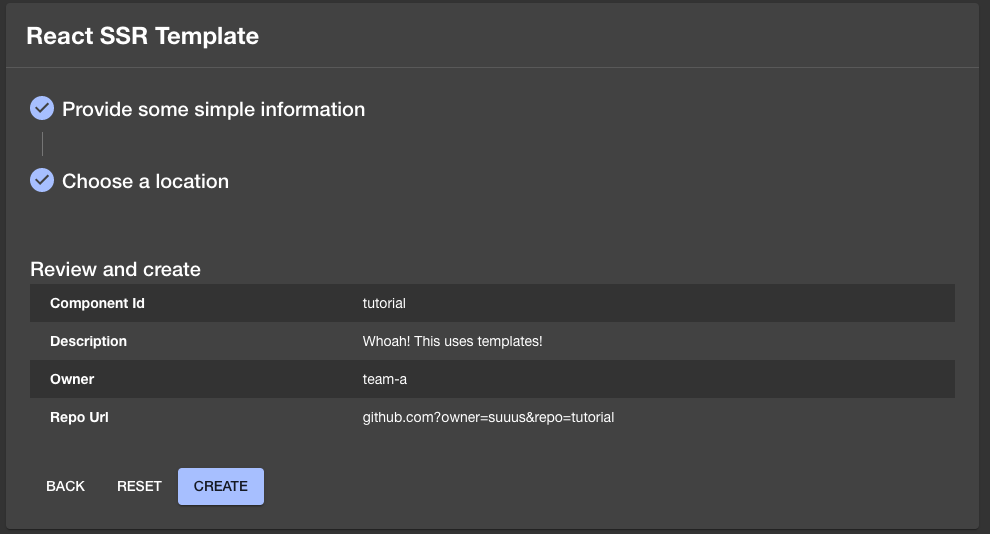 React SSR Template
Provide some simple information
Choose a location
Review and create
Component Id tutorial
Description Whoah! This uses templates!
Owner team-a
Repo Url github.com?owner=suuus&repo=tutorial
BACK RESET CREATE